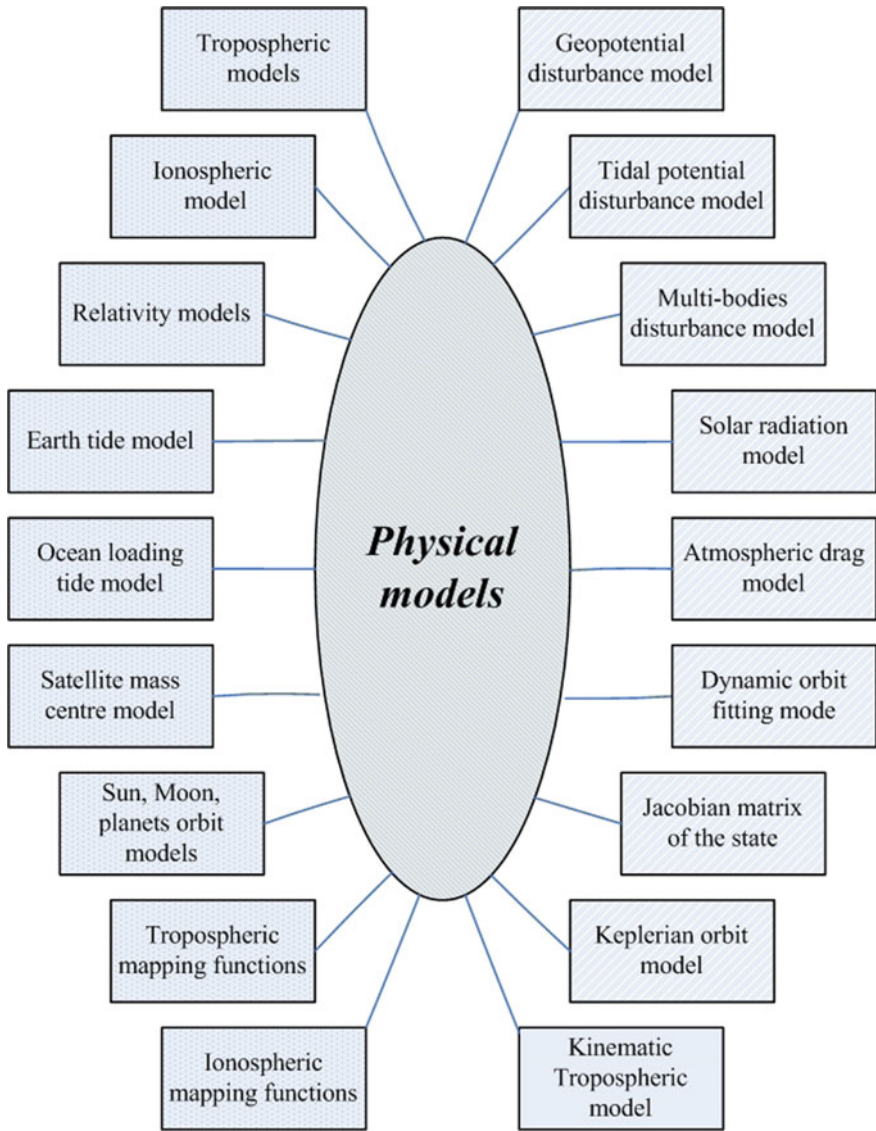 Tropospheric
models
Geopotential
disturbance model
Ionospheric
model
Tidal potential
disturbance model
Relativity models
Multi-bodies
disturbance model
Earth tide model
Solar radiation
model
Physical
models
Ocean loading
tide model
Atmospheric drag
model
Satellite mass
centre model
Dynamic orbit
fitting mode
Sun, Moon,
planets orbit
models
Jacobian matrix
of the state
Tropospheric
mapping functions
Keplerian orbit
model
Ionospheric
mapping functions
Kinematic
Tropospheric
model